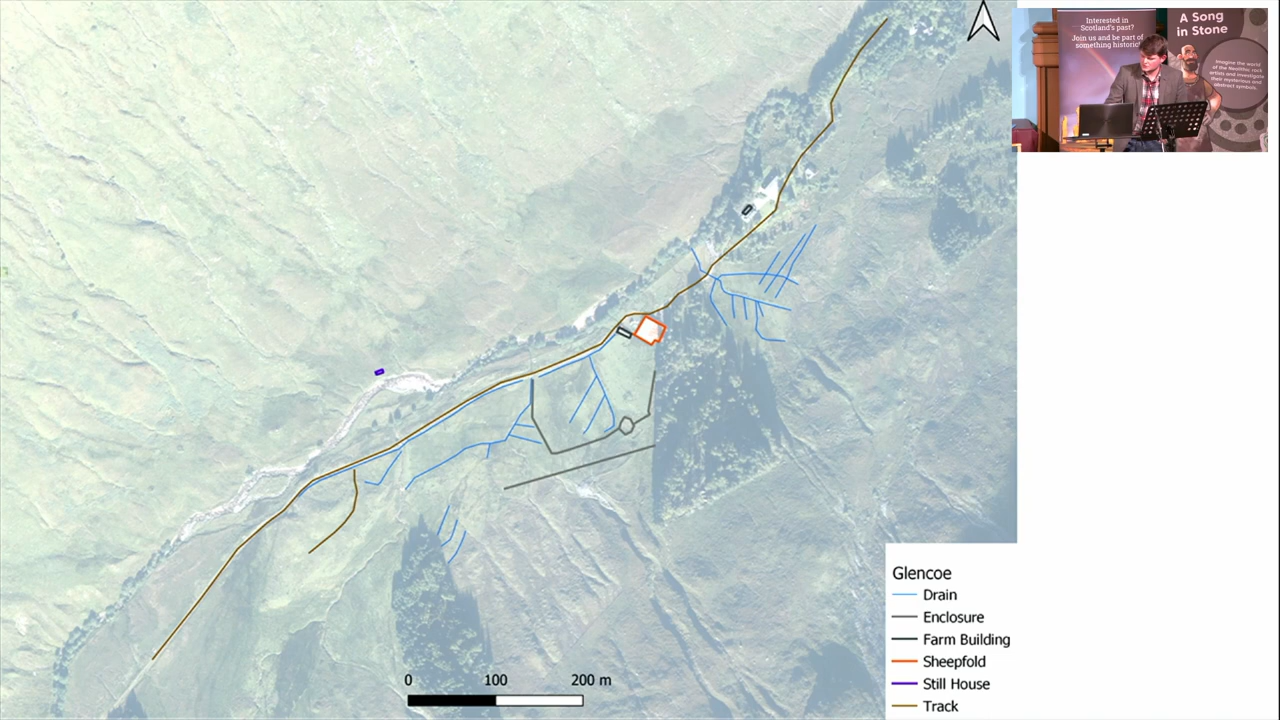 Interested in
Scotland's past?
Join us and be part of
something historic
A Song
in Stone
Imagine the world
of the Neolithic rock
artists and investigate
their mysterious and
abstract symbols.
0 100 200 m
Glencoe
Drain
Enclosure
Farm Building
Sheepfold
Still House
Track